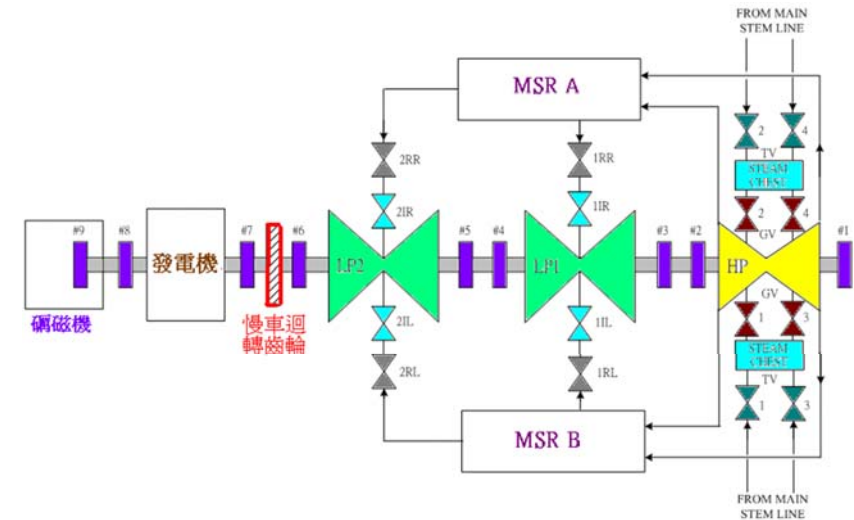 FROM MAIN
STEM LINE
MSR A
2
4
TV
STEAM
CHEST
2RR
1RR
2IR
1IR
2
4
GV
#9
#8
#7
#6
#5
#4
#3
#2
#1
發電機
LP2
LP1
HP
勵磁機
慢車迴
轉齒輪
GV
1
3
2IL
1IL
STEAM
CHEST
TV
2RL
1RL
1
3
MSR B
FROM MAIN
STEM LINE